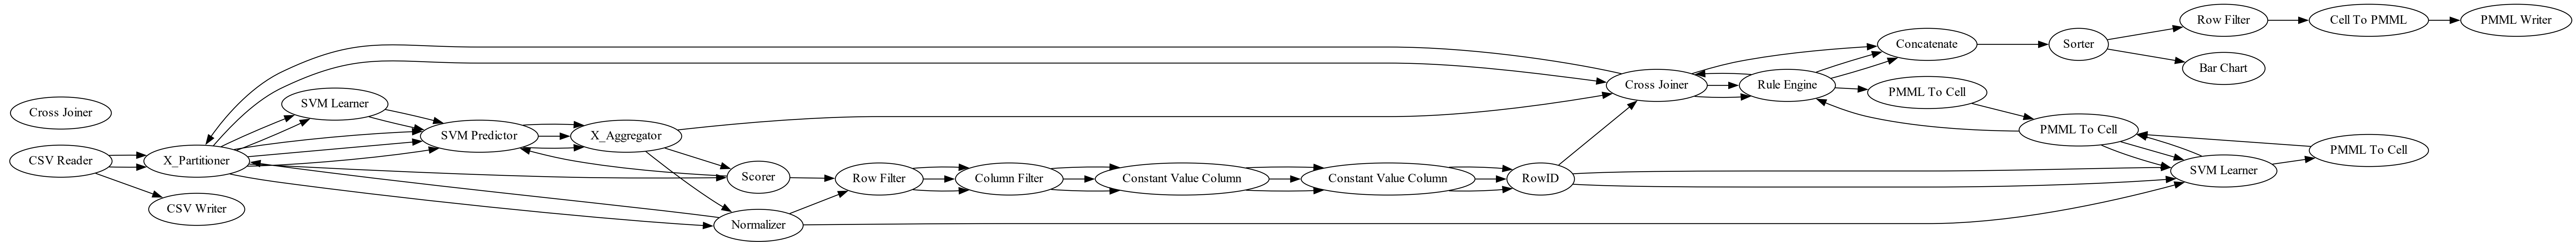 Cross Joiner
CSV Reader
X_Partitioner
CSV Writer
SVM Learner
SVM Predictor
X_Aggregator
Scorer
Normalizer
Row Filter
Column Filter
Constant Value Column
Constant Value Column
RowID
Cross Joiner
Rule Engine
Concatenate
PMML To Cell
Sorter
PMML To Cell
Row Filter
Bar Chart
SVM Learner
Cell To PMML
PMML To Cell
PMML Writer